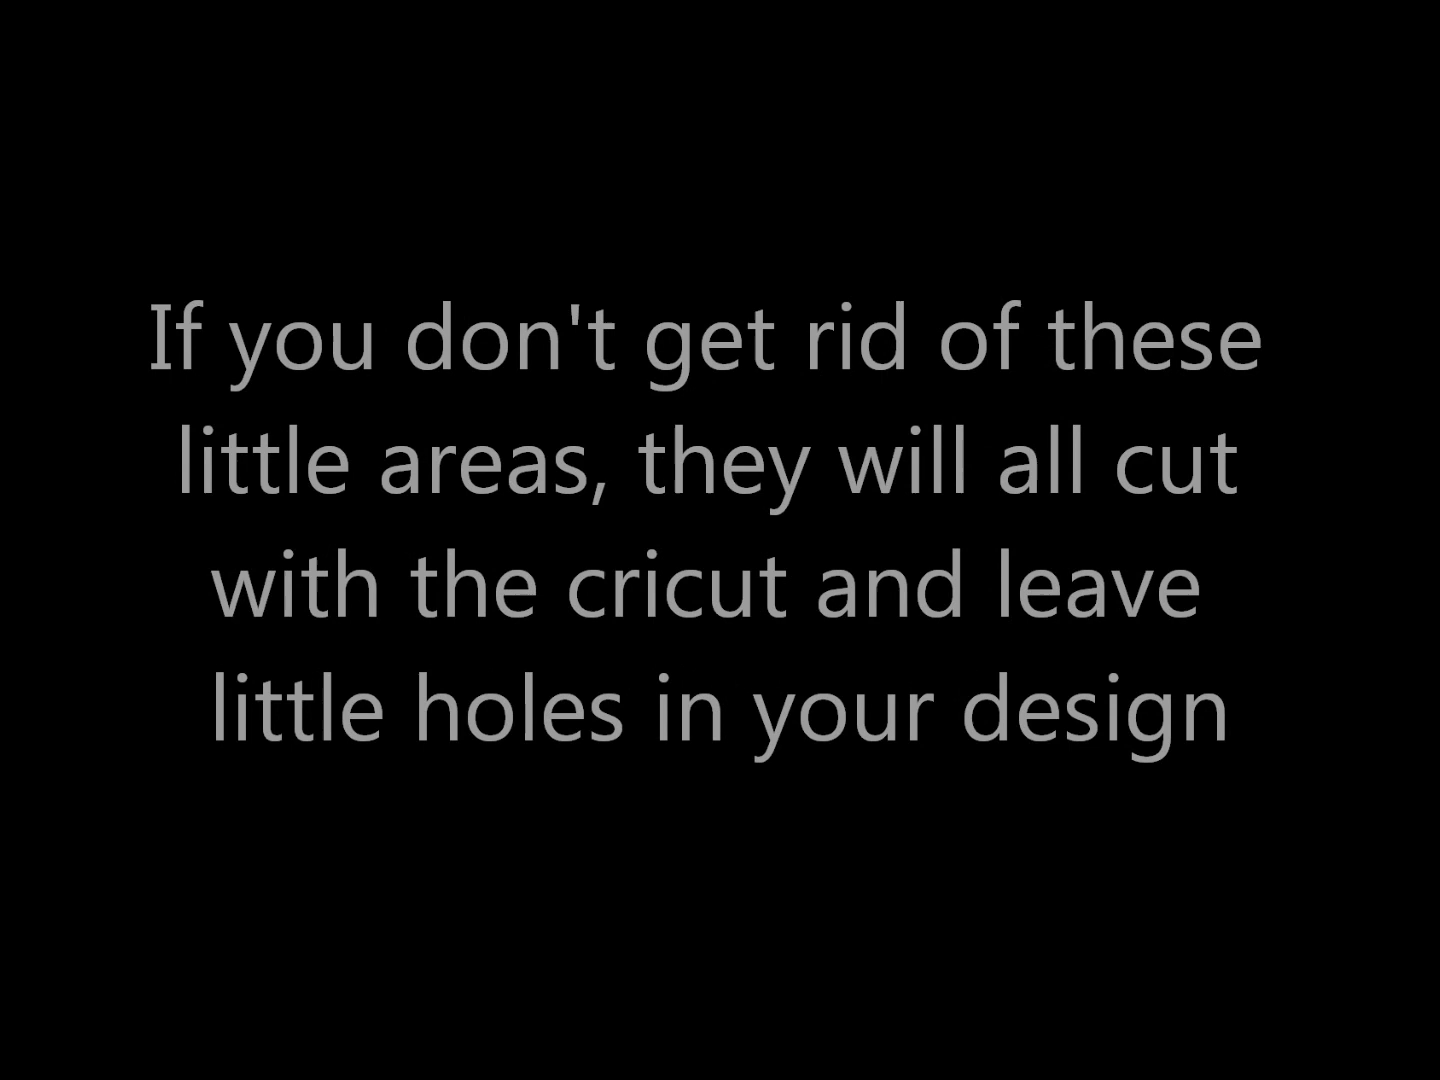 If you don't get rid of these
little areas, they will all cut
with the cricut and leave
little holes in your design